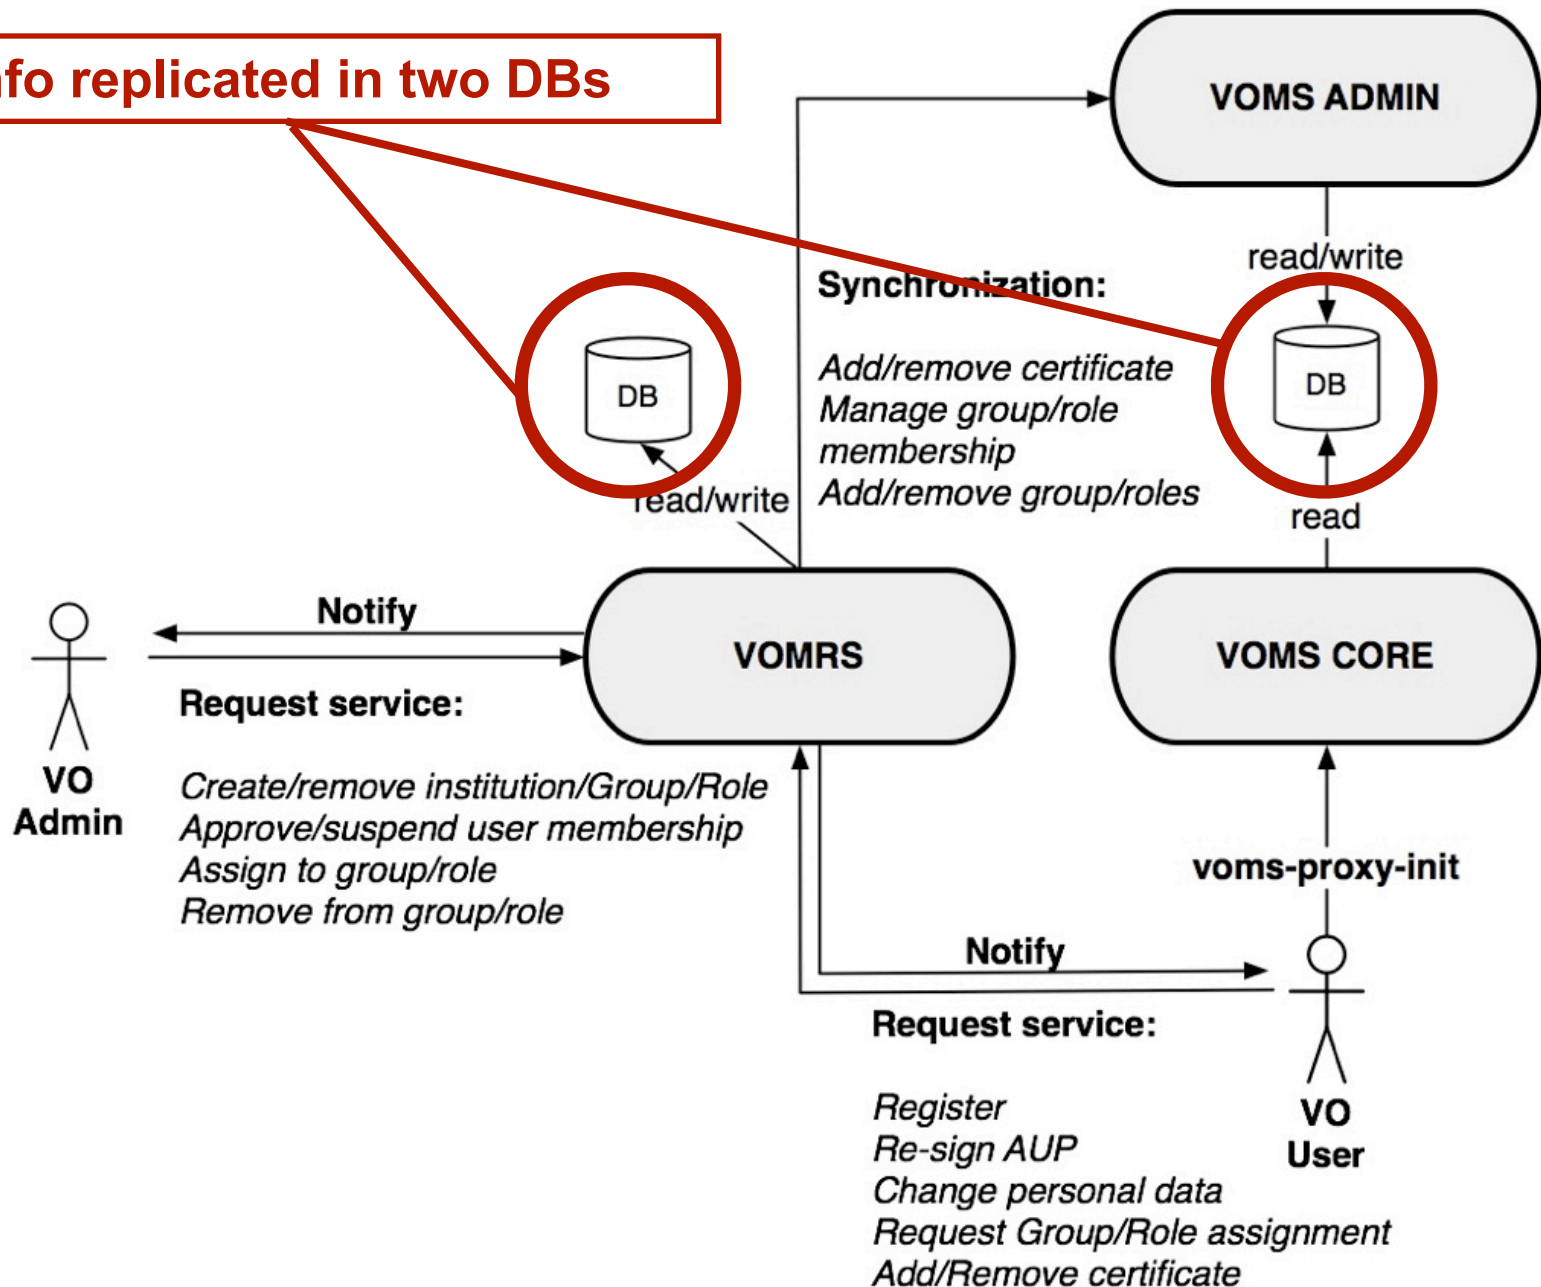 replicated in two DBs
VOMS ADMIN
read/write
Synchronization:
Add/remove certificate
Manage group/role
membership
Add/remove group/roles
DB
DB
read/write
read
Notify
VOMRS
VOMS CORE
Request service:
VO
Admin
Create/remove institution/Group/Role
Approve/suspend user membership
Assign to group/role
Remove from group/role
voms-proxy-init
Notify
Request service:
VO
User
Register
Re-sign AUP
Change personal data
Request Group/Role assignment
Add/Remove certificate